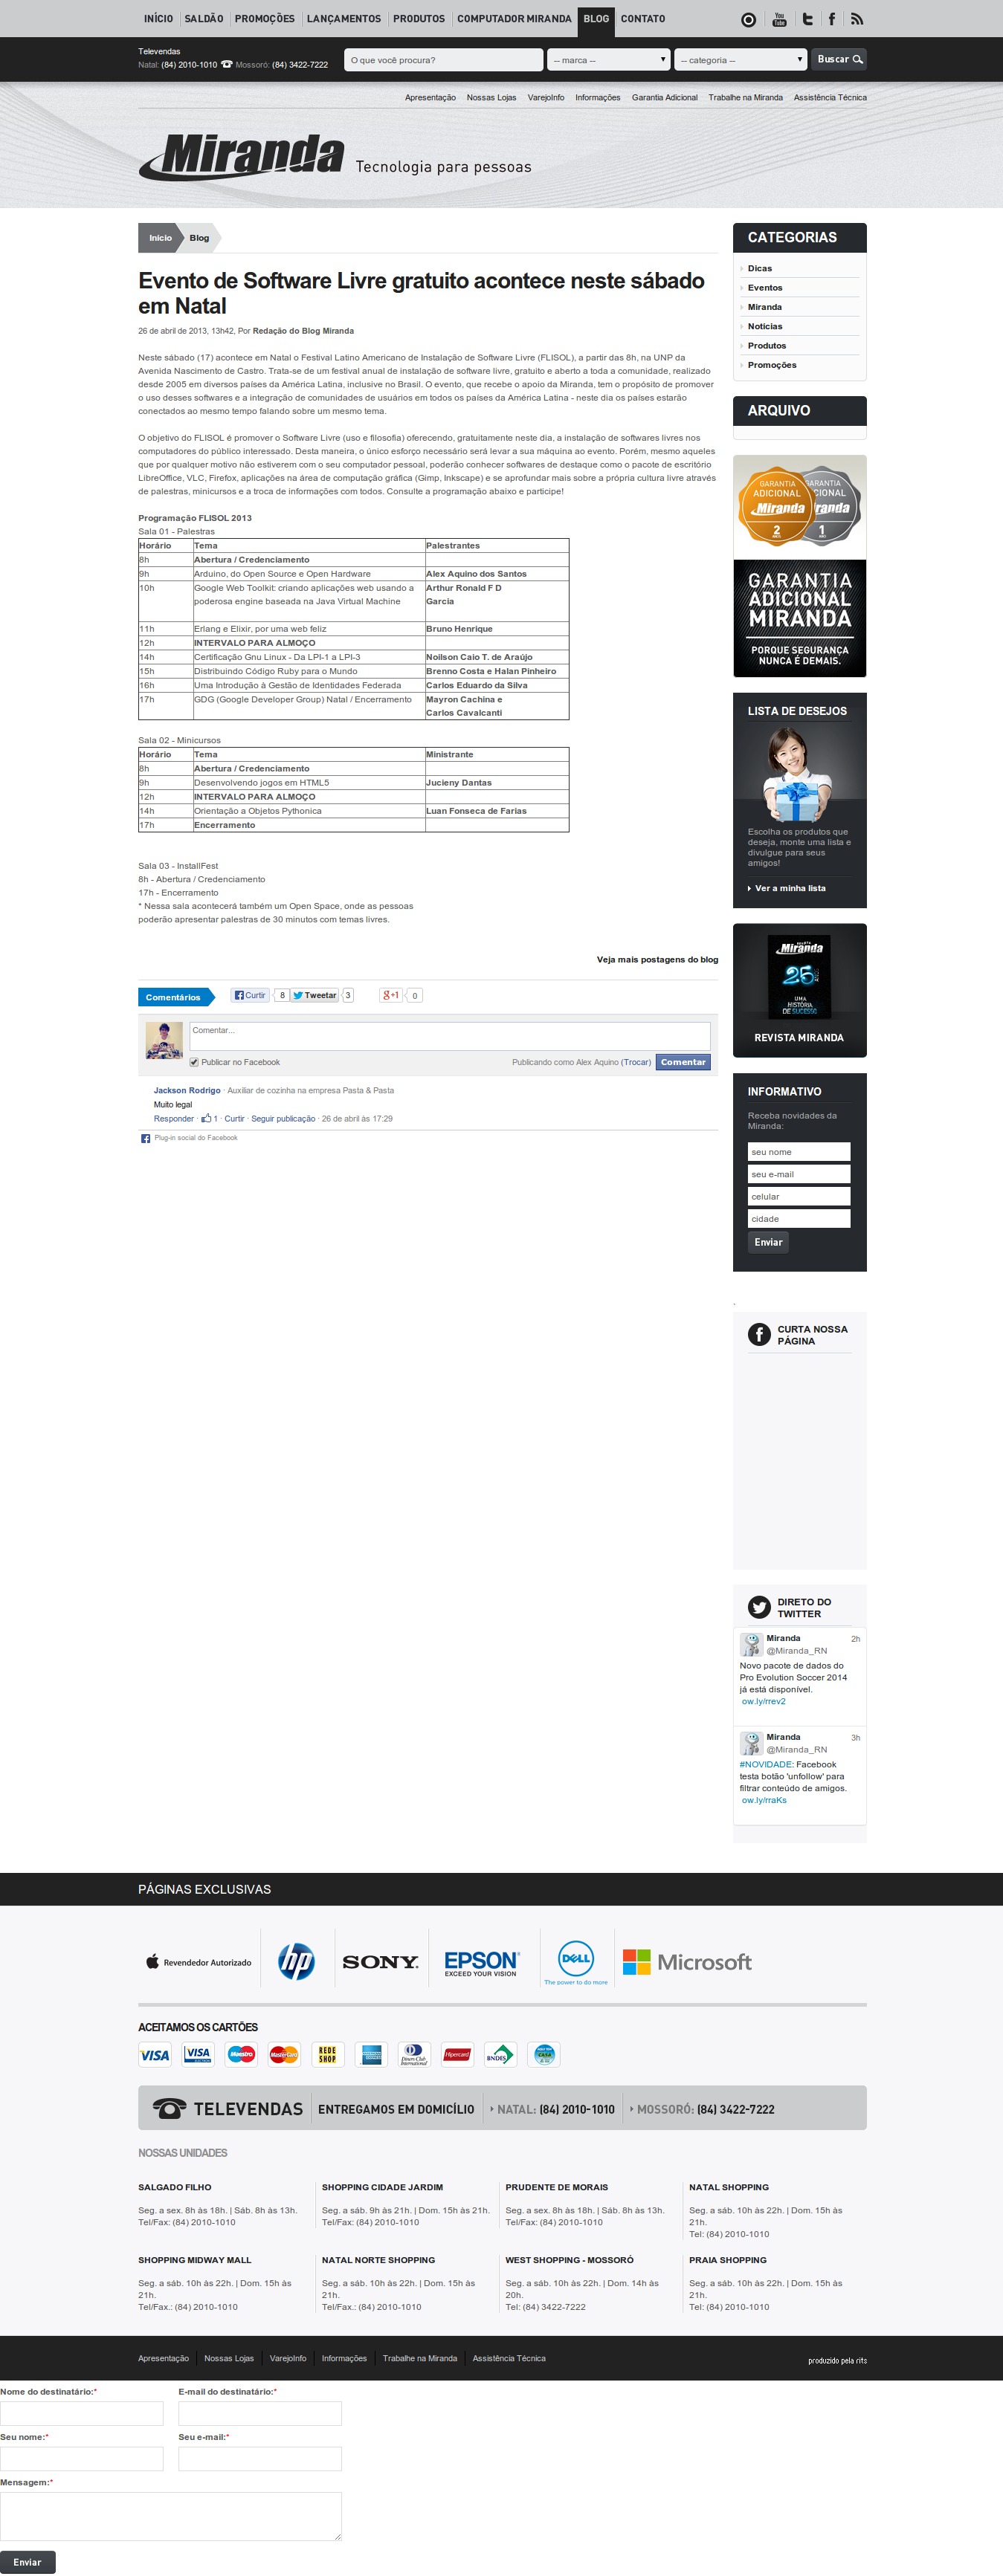 INÍCIO SALDÃO PROMOÇÕES LANÇAMENTOS PRODUTOS COMPUTADOR MIRANDA BLOG CONTATO
You Tube
Televendas
Natal: (84) 2010-1010 Mossoró: (84) 3422-7222
O que você procura? -- marca -- -- categoria -- Buscar
Apresentação Nossas Lojas VarejoInfo Informações Garantia Adicional Trabalhe na Miranda Assistência Técnica
Miranda Tecnologia para pessoas
Início Blog
Evento de Software Livre gratuito acontece neste sábado
em Natal
26 de abril de 2013, 13h42, Por Redação do Blog Miranda
Neste sábado (17) acontece em Natal o Festival Latino Americano de Instalação de Software Livre (FLISOL), a partir das 8h, na UNP da
Avenida Nascimento de Castro. Trata-se de um festival anual de instalação de software livre, gratuito e aberto a toda a comunidade, realizado
desde 2005 em diversos países da América Latina, inclusive no Brasil. O evento, que recebe o apoio da Miranda, tem o propósito de promover
o uso desses softwares e a integração de comunidades de usuários em todos os países da América Latina - neste dia os países estarão
conectados ao mesmo tempo falando sobre um mesmo tema.
O objetivo do FLISOL é promover o Software Livre (uso e filosofia) oferecendo, gratuitamente neste dia, a instalação de softwares livres nos
computadores do público interessado. Desta maneira, o único esforço necessário será levar a sua máquina ao evento. Porém, mesmo aqueles
que por qualquer motivo não estiverem com o seu computador pessoal, poderão conhecer softwares de destaque como o pacote de escritório
LibreOffice, VLC, Firefox, aplicações na área de computação gráfica (Gimp, Inkscape) e se aprofundar mais sobre a própria cultura livre através
de palestras, minicursos e a troca de informações com todos. Consulte a programação abaixo e participe!
Programação FLISOL 2013
Sala 01 - Palestras
Horário Tema Palestrantes
8h Abertura / Credenciamento
9h Arduino, do Open Source e Open Hardware Alex Aquino dos Santos
10h Google Web Toolkit: criando aplicações web usando a Arthur Ronald F D
poderosa engine baseada na Java Virtual Machine Garcia
11h Erlang e Elixir, por uma web feliz Bruno Henrique
12h INTERVALO PARA ALMOÇO
14h Certificação Gnu Linux - Da LPI-1 a LPI-3 Noilson Caio T. de Araújo
15h Distribuindo Código Ruby para o Mundo Brenno Costa e Halan Pinheiro
16h Uma Introdução à Gestão de Identidades Federada Carlos Eduardo da Silva
17h GDG (Google Developer Group) Natal / Encerramento Mayron Cachina e
Carlos Cavalcanti
Sala 02 - Minicursos
Horário Tema Ministrante
8h Abertura / Credenciamento
9h Desenvolvendo jogos em HTML5 Jucieny Dantas
12h INTERVALO PARA ALMOÇO
14h Orientação a Objetos Pythonica Luan Fonseca de Farias
17h Encerramento
Sala 03 - InstallFest
8h - Abertura / Credenciamento
17h - Encerramento
* Nessa sala acontecerá também um Open Space, onde as pessoas
poderão apresentar palestras de 30 minutos com temas livres.
Veja mais postagens do blog
Comentários Curtir 8 Tweetar 3 +1 0
Comentar...
Publicar no Facebook Publicando como Alex Aquino (Trocar) Comentar
Jackson Rodrigo · Auxiliar de cozinha na empresa Pasta & Pasta
Muito legal
Responder · 1 · Curtir · Seguir publicação · 26 de abril às 17:29
Plug-in social do Facebook
CATEGORIAS
Dicas
Eventos
Miranda
Notícias
Produtos
Promoções
ARQUIVO
GARANTIA ADICIONAL Miranda 2 ANOS
GARANTIA
ADICIONAL
MIRANDA
PORQUE SEGURANÇA
NUNCA É DEMAIS.
LISTA DE DESEJOS
Escolha os produtos que
deseja, monte uma lista e
divulgue para seus
amigos!
Ver a minha lista
Miranda
25
UMA
HISTÓRIA
DE SUCESSO
REVISTA MIRANDA
INFORMATIVO
Receba novidades da
Miranda:
seu nome
seu e-mail
celular
cidade
Enviar
.
CURTA NOSSA
PÁGINA
DIRETO DO
TWITTER
Miranda 2h
@Miranda_RN
Novo pacote de dados do
Pro Evolution Soccer 2014
já está disponível.
ow.ly/rrev2
Miranda 3h
@Miranda_RN
#NOVIDADE: Facebook
testa botão 'unfollow' para
filtrar conteúdo de amigos.
ow.ly/rraKs
PÁGINAS EXCLUSIVAS
Revendedor Autorizado hp SONY EPSON EXCEED YOUR VISION DELL The power to do more Microsoft
ACEITAMOS OS CARTÕES
VISA VISA Maestro MasterCard REDE SHOP Diners Club International Hipercard BNDES
TELEVENDAS ENTREGAMOS EM DOMICÍLIO NATAL: (84) 2010-1010 MOSSORÓ: (84) 3422-7222
NOSSAS UNIDADES
SALGADO FILHO
Seg. a sex. 8h às 18h. | Sáb. 8h às 13h.
Tel/Fax: (84) 2010-1010
SHOPPING CIDADE JARDIM
Seg. a sáb. 9h às 21h. | Dom. 15h às 21h.
Tel/Fax: (84) 2010-1010
PRUDENTE DE MORAIS
Seg. a sex. 8h às 18h. | Sáb. 8h às 13h.
Tel/Fax: (84) 2010-1010
NATAL SHOPPING
Seg. a sáb. 10h às 22h. | Dom. 15h às
21h.
Tel: (84) 2010-1010
SHOPPING MIDWAY MALL
Seg. a sáb. 10h às 22h. | Dom. 15h às
21h.
Tel/Fax.: (84) 2010-1010
NATAL NORTE SHOPPING
Seg. a sáb. 10h às 22h. | Dom. 15h às
21h.
Tel/Fax.: (84) 2010-1010
WEST SHOPPING - MOSSORÓ
Seg. a sáb. 10h às 22h. | Dom. 14h às
20h.
Tel: (84) 3422-7222
PRAIA SHOPPING
Seg. a sáb. 10h às 22h. | Dom. 15h às
21h.
Tel: (84) 2010-1010
Apresentação Nossas Lojas VarejoInfo Informações Trabalhe na Miranda Assistência Técnica produzido pela rits
Nome do destinatário:* E-mail do destinatário:*
Seu nome:* Seu e-mail:*
Mensagem:*
Enviar